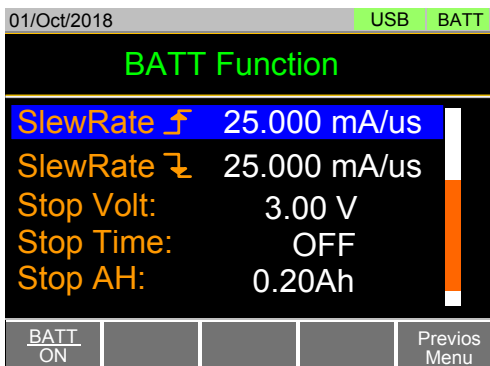 01/Oct/2018 USB BATT
BATT Function
SlewRate 25.000 mA/us
SlewRate 25.000 mA/us
Stop Volt: 3.00 V
Stop Time: OFF
Stop AH: 0.20Ah
BATT
ON
Previos
Menu